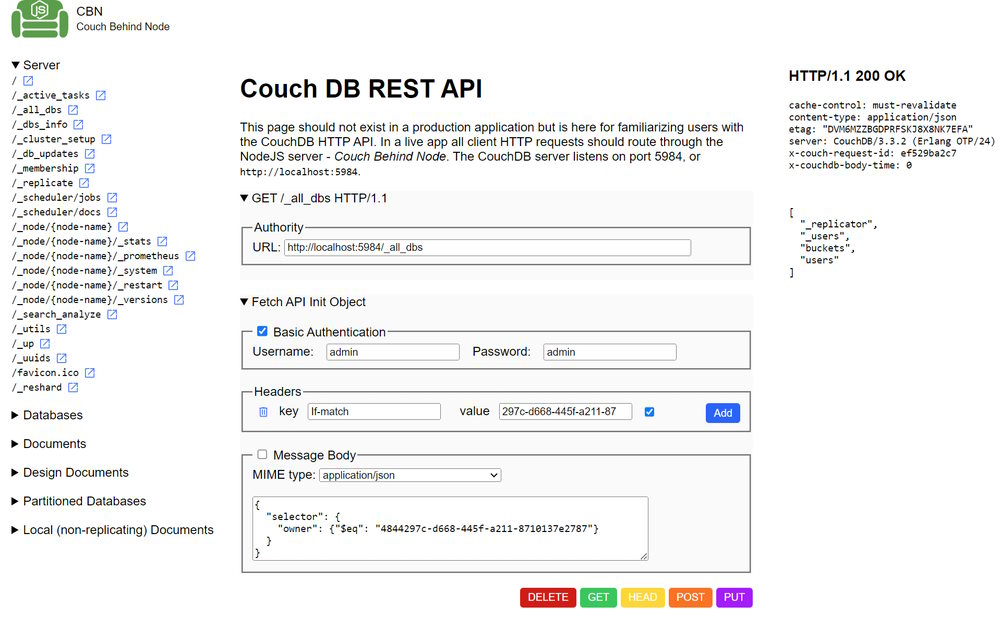 CBN
Couch Behind Node
▼ Server
/
/_active_tasks
/_all_dbs
/_dbs_info
/_cluster_setup
/_db_updates
/_membership
/_replicate
/_scheduler/jobs
/_scheduler/docs
/_node/{node-name}
/_node/{node-name}/_stats
/_node/{node-name}/_prometheus
/_node/{node-name}/_system
/_node/{node-name}/_restart
/_node/{node-name}/_versions
/_search_analyze
/_utils
/_up
/_uuids
/favicon.ico
/_reshard
▶ Databases
▶ Documents
▶ Design Documents
▶ Partitioned Databases
▶ Local (non-replicating) Documents
Couch DB REST API
This page should not exist in a production application but is here for familiarizing users with
the CouchDB HTTP API. In a live app all client HTTP requests should route through the
NodeJS server - Couch Behind Node. The CouchDB server listens on port 5984, or
http://localhost:5984.
▼ GET /_all_dbs HTTP/1.1
Authority
URL: http://localhost:5984/_all_dbs
▼ Fetch API Init Object
Basic Authentication
Username: admin Password: admin
Headers
key If-match value 297c-d668-445f-a211-87 Add
Message Body
MIME type: application/json
{
"selector": {
"owner": {"$eq": "4844297c-d668-445f-a211-8710137e2787"}
}
}
DELETE GET HEAD POST PUT
HTTP/1.1 200 OK
cache-control: must-revalidate
content-type: application/json
etag: "DVM6MZZBGDPRFSKJ8X8NK7EFA"
server: CouchDB/3.3.2 (Erlang OTP/24)
x-couch-request-id: ef529ba2c7
x-couchdb-body-time: 0
[
"_replicator",
"_users",
"buckets",
"users"
]